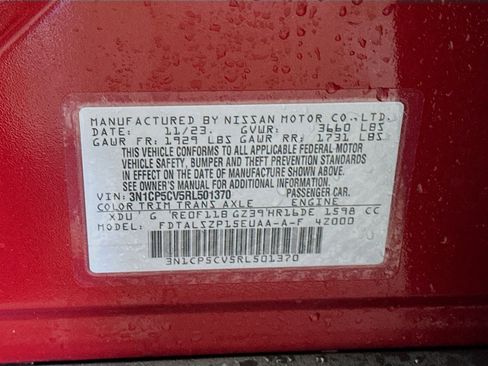 MANUFACTURED BY NISSAN MOTOR CO.,LTD.
DATE: 11/23. GVWR: 3660 LBS
GAWR FR: 1929 LBS GAWR RR: 1731 LBS
THIS VEHICLE CONFORMS TO ALL APPLICABLE FEDERAL MOTOR
VEHICLE SAFETY, BUMPER AND THEFT PREVENTION STANDARDS
IN EFFECT ON THE DATE OF MANUFACTURE SHOWN ABOVE.
SEE OWNER'S MANUAL FOR ADDITIONAL INFORMATION.
VIN: 3N1CP5CV5RL501370 PASSENGER CAR.
COLOR TRIM TRANS AXLE ENGINE
XDU G RE0F11B GZ39 HR16DE 1598 CC
MODEL: FDTALSZP15EUAA-A-F 4Z000
3N1CP5CV5RL501370